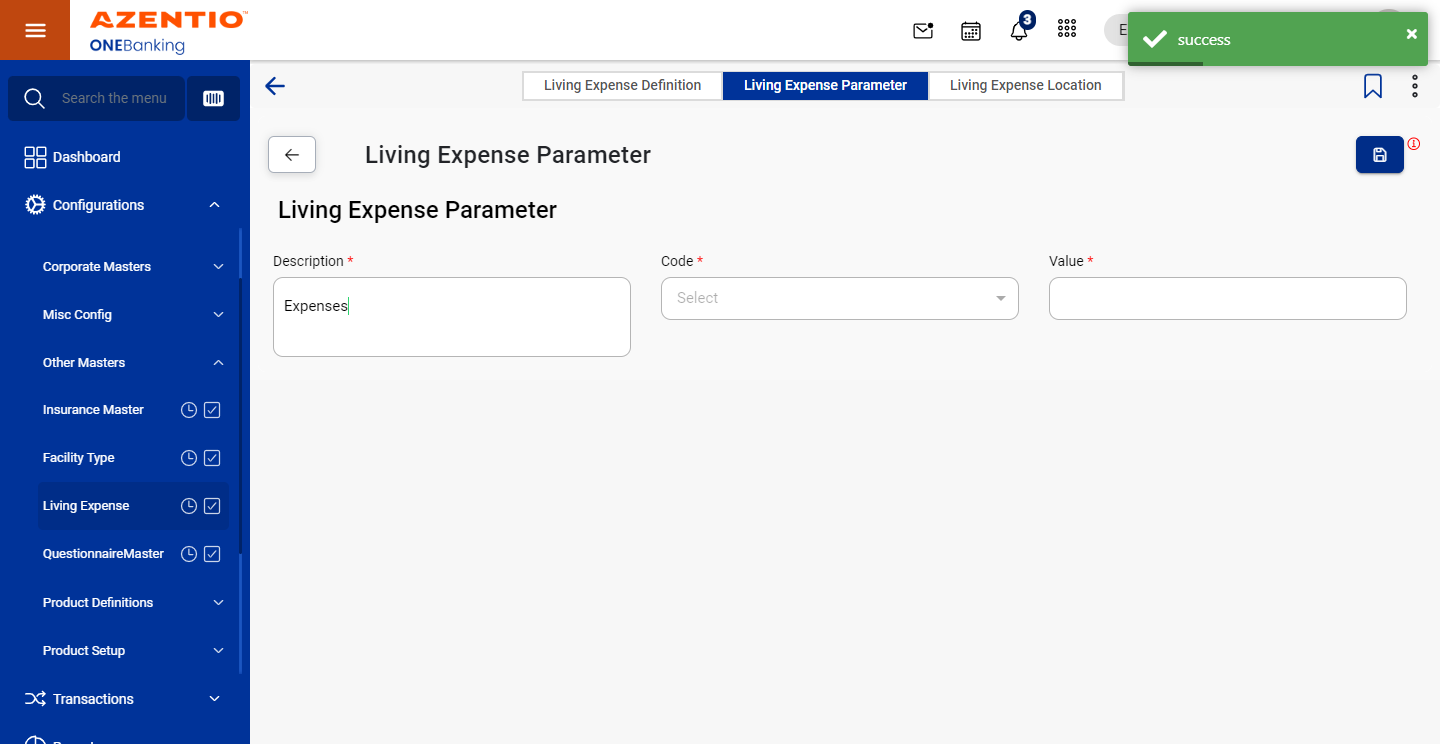 AZENTIO™
ONEBanking
3
E
success
Search the menu
Living Expense Definition
Living Expense Parameter
Living Expense Location
Dashboard
Configurations
Corporate Masters
Misc Config
Other Masters
Insurance Master
Facility Type
Living Expense
QuestionnaireMaster
Product Definitions
Product Setup
Transactions
Living Expense Parameter
Living Expense Parameter
Description *
Code *
Value *
Expenses
Select